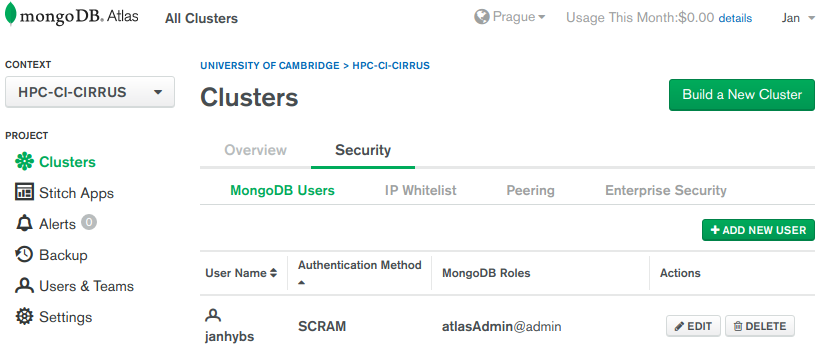 mongoDB. Atlas All Clusters Prague Usage This Month:$0.00 details Jan
CONTEXT
HPC-CI-CIRRUS
PROJECT
Clusters
Stitch Apps
Alerts 0
Backup
Users & Teams
Settings
UNIVERSITY OF CAMBRIDGE > HPC-CI-CIRRUS
Clusters
Build a New Cluster
Overview Security
MongoDB Users IP Whitelist Peering Enterprise Security
+ ADD NEW USER
User Name Authentication Method MongoDB Roles Actions
janhybs SCRAM atlasAdmin@admin EDIT DELETE